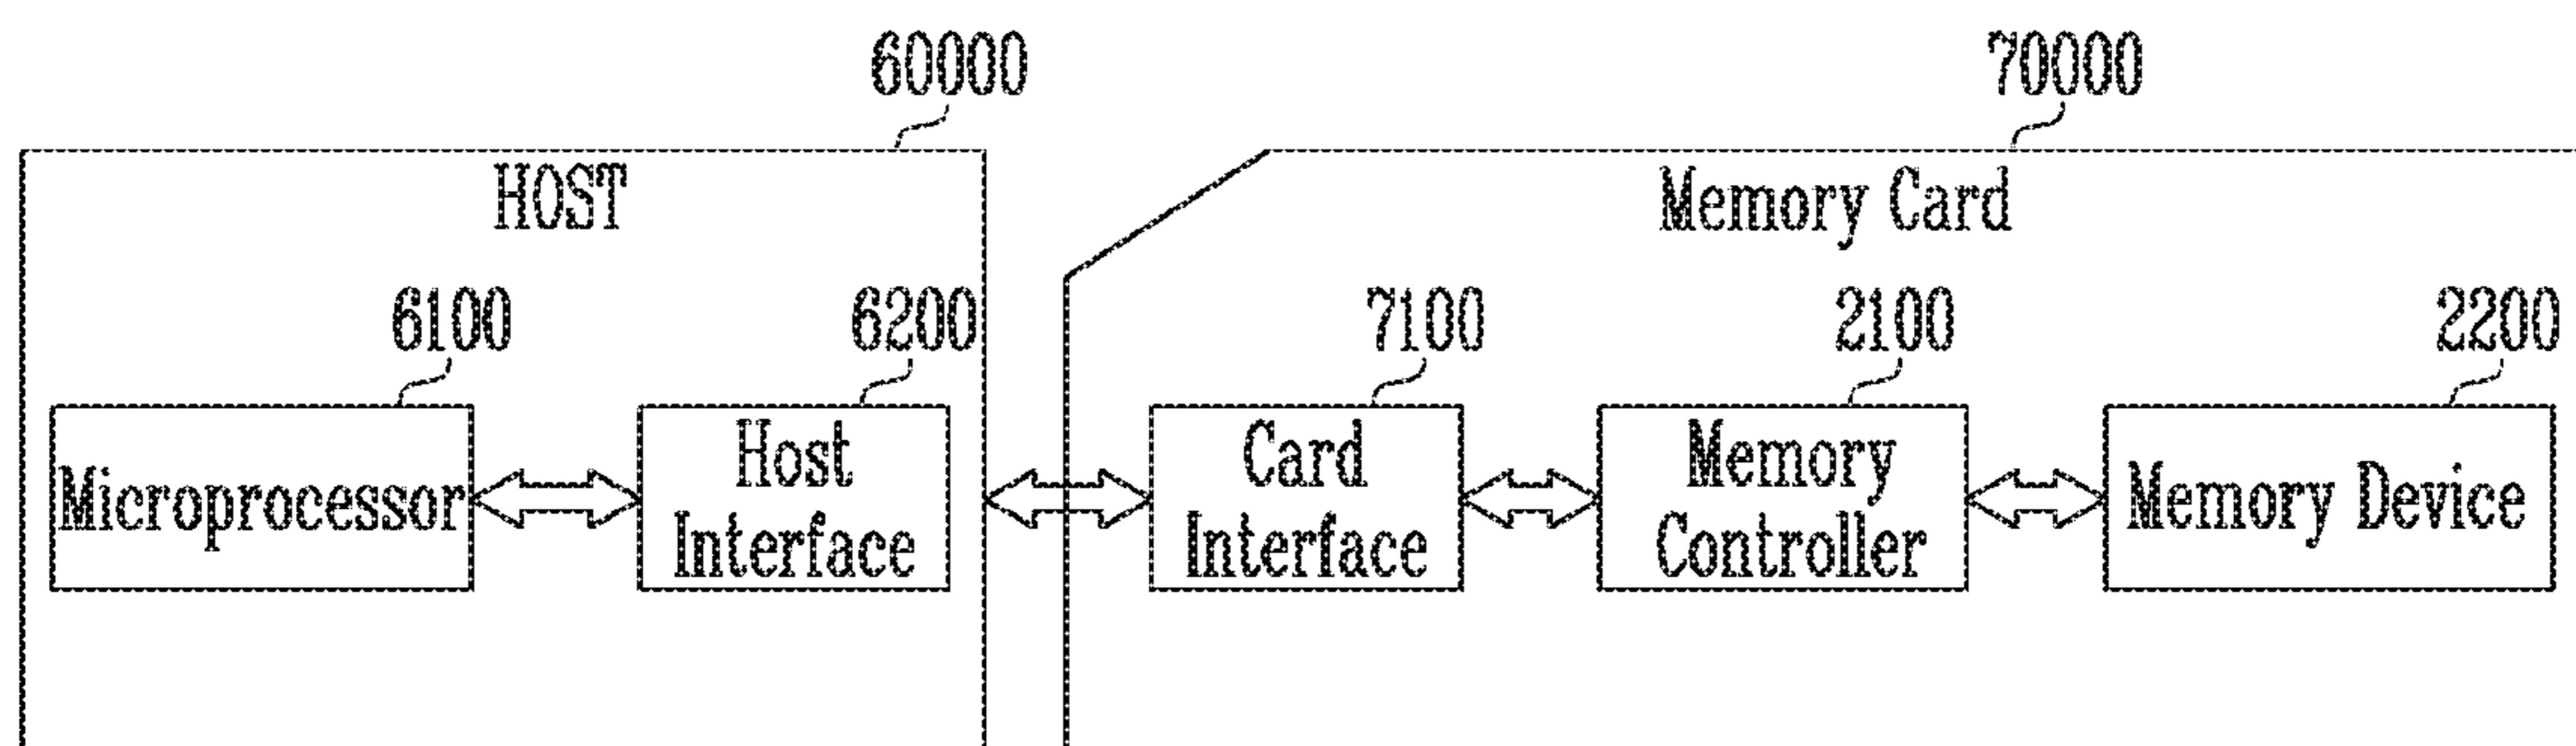 60000
70000
HOST
Memory Card
6100
6200
7100
2100
2200
Microprocessor
Host
Interface
Card
Interface
Memory
Controller
Memory Device